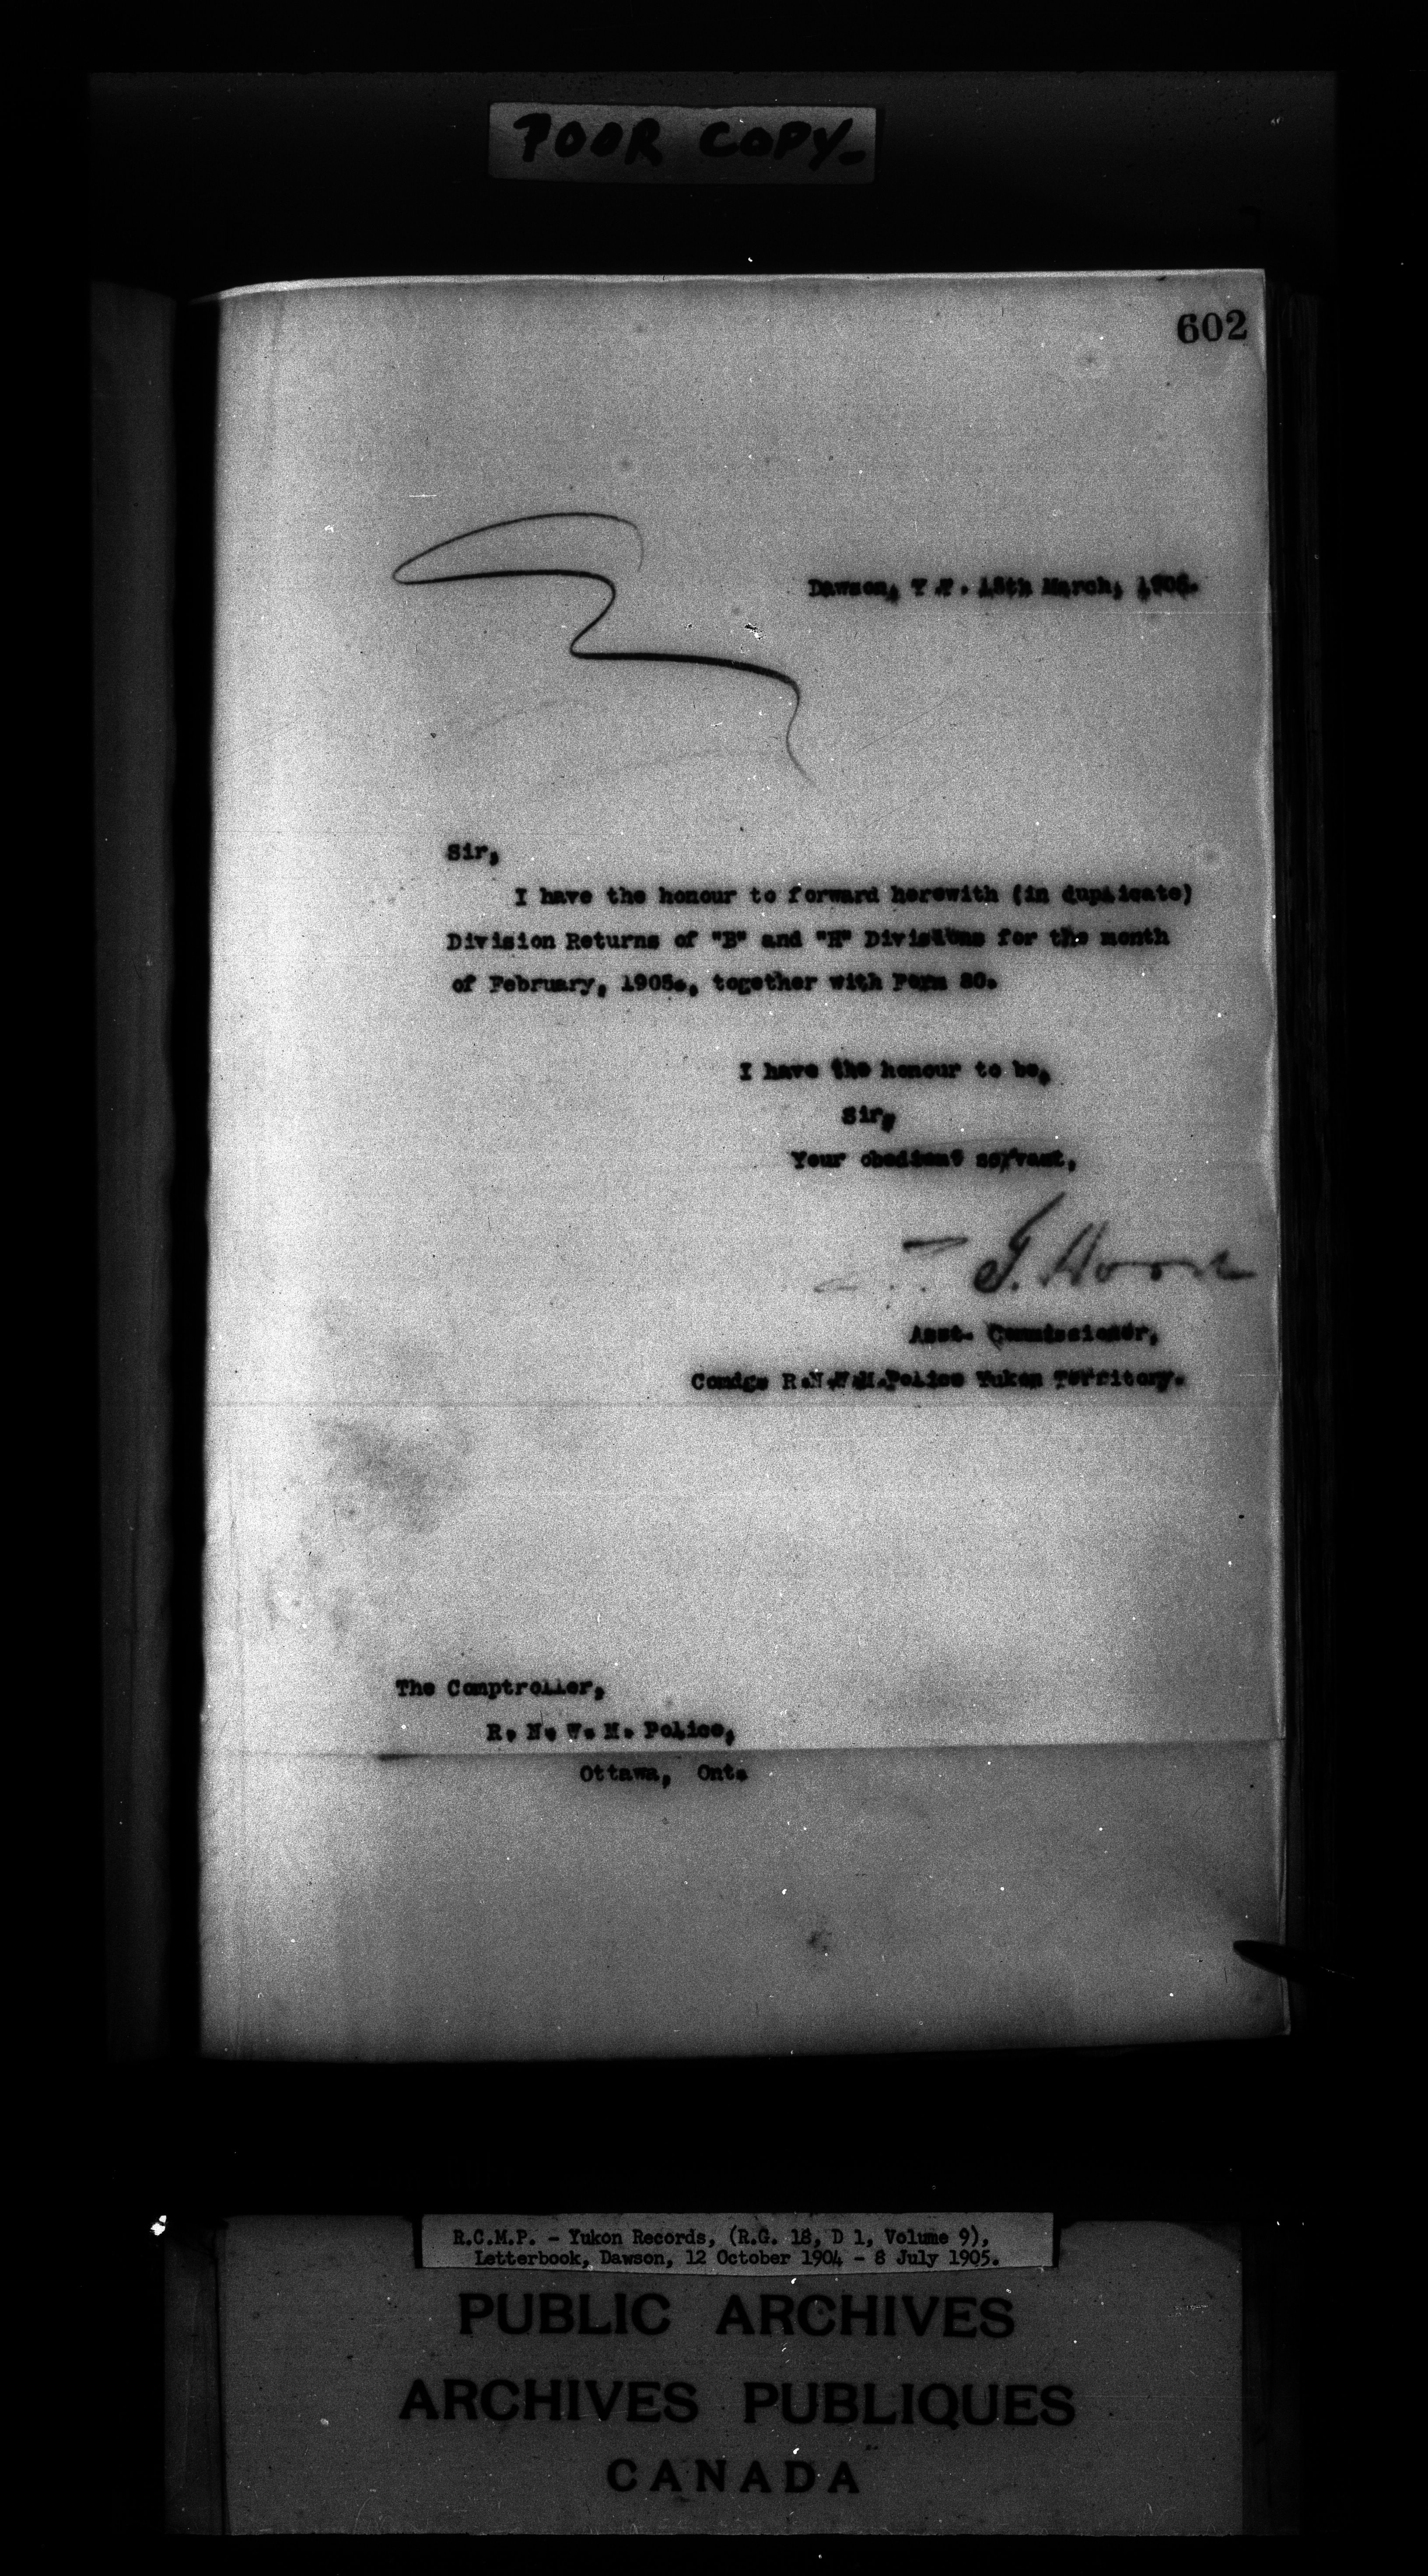 POOR COPY-
602
Dawson, Y.T. March, 1905.
Sir,
I have the honour to forward herewith (in duplicate)
Division Returns of "B" and "H" Divisions for the month
of February, 1905., together with Form
I have the honour to be,
Sir,
Your obedient servant,
Wood
Asst. Commissioner,
Comdg. R.N.W.M.Police Yukon Territory.
The Comptroller,
R. N. W. M. Police,
Ottawa, Ont.
R.C.M.P. - Yukon Records, (R.G. 18, D 1, Volume 9),
Letterbook, Dawson, 12 October 1904 - 8 July 1905.
PUBLIC ARCHIVES
ARCHIVES PUBLIQUES
CANADA